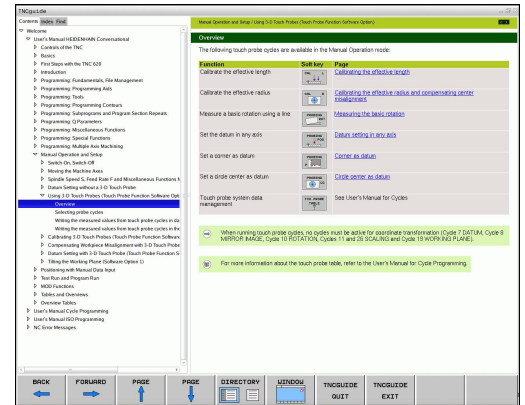 TNCguide
Contents Index Find
Manual Operation and Setup / Using 3-D Touch Probes (Touch Probe Function Software Option)
Welcome
User's Manual HEIDENHAIN Conversational
Controls of the TNC
Basics
First Steps with the TNC 620
Introduction
Programming: Fundamentals, File Management
Programming: Programming Aids
Programming: Tools
Programming: Programming Contours
Programming: Subprograms and Program Section Repeats
Programming: Q Parameters
Programming: Miscellaneous Functions
Programming: Special Functions
Programming: Multiple Axis Machining
Manual Operation and Setup
Switch-On, Switch-Off
Moving the Machine Axes
Spindle Speed S, Feed Rate F and Miscellaneous Functions M
Datum Setting without a 3-D Touch Probe
Using 3-D Touch Probes (Touch Probe Function Software Opti
Overview
Selecting probe cycles
Writing the measured values from touch probe cycles in da
Writing the measured values from touch probe cycles in the
Calibrating 3-D Touch Probes (Touch Probe Function Softwar
Compensating Workpiece Misalignment with 3-D Touch Probe
Datum Setting with 3-D Touch Probe (Touch Probe Function S
Tilting the Working Plane (Software Option 1)
Positioning with Manual Data Input
Test Run and Program Run
MOD Functions
Tables and Overviews
Overview Tables
User's Manual Cycle Programming
User's Manual ISO Programming
NC Error Messages
Overview
The following touch probe cycles are available in the Manual Operation mode:
Function Soft key Page
Calibrate the effective length CAL. L Calibrating the effective length
Calibrate the effective radius CAL. R Calibrating the effective radius and compensating center misalignment
Measure a basic rotation using a line PROBING ROT Measuring the basic rotation
Set the datum in any axis PROBING POS Datum setting in any axis
Set a corner as datum PROBING P Corner as datum
Set a circle center as datum PROBING CC Circle center as datum
Touch probe system data management TCH PROBE TABLE See User's Manual for Cycles
When running touch probe cycles, no cycles must be active for coordinate transformation (Cycle 7 DATUM, Cycle 8 MIRROR IMAGE, Cycle 10 ROTATION, Cycles 11 and 26 SCALING and Cycle 19 WORKING PLANE).
For more information about the touch probe table, refer to the User's Manual for Cycle Programming.
BACK FORWARD PAGE PAGE DIRECTORY WINDOW TNCGUIDE QUIT TNCGUIDE EXIT